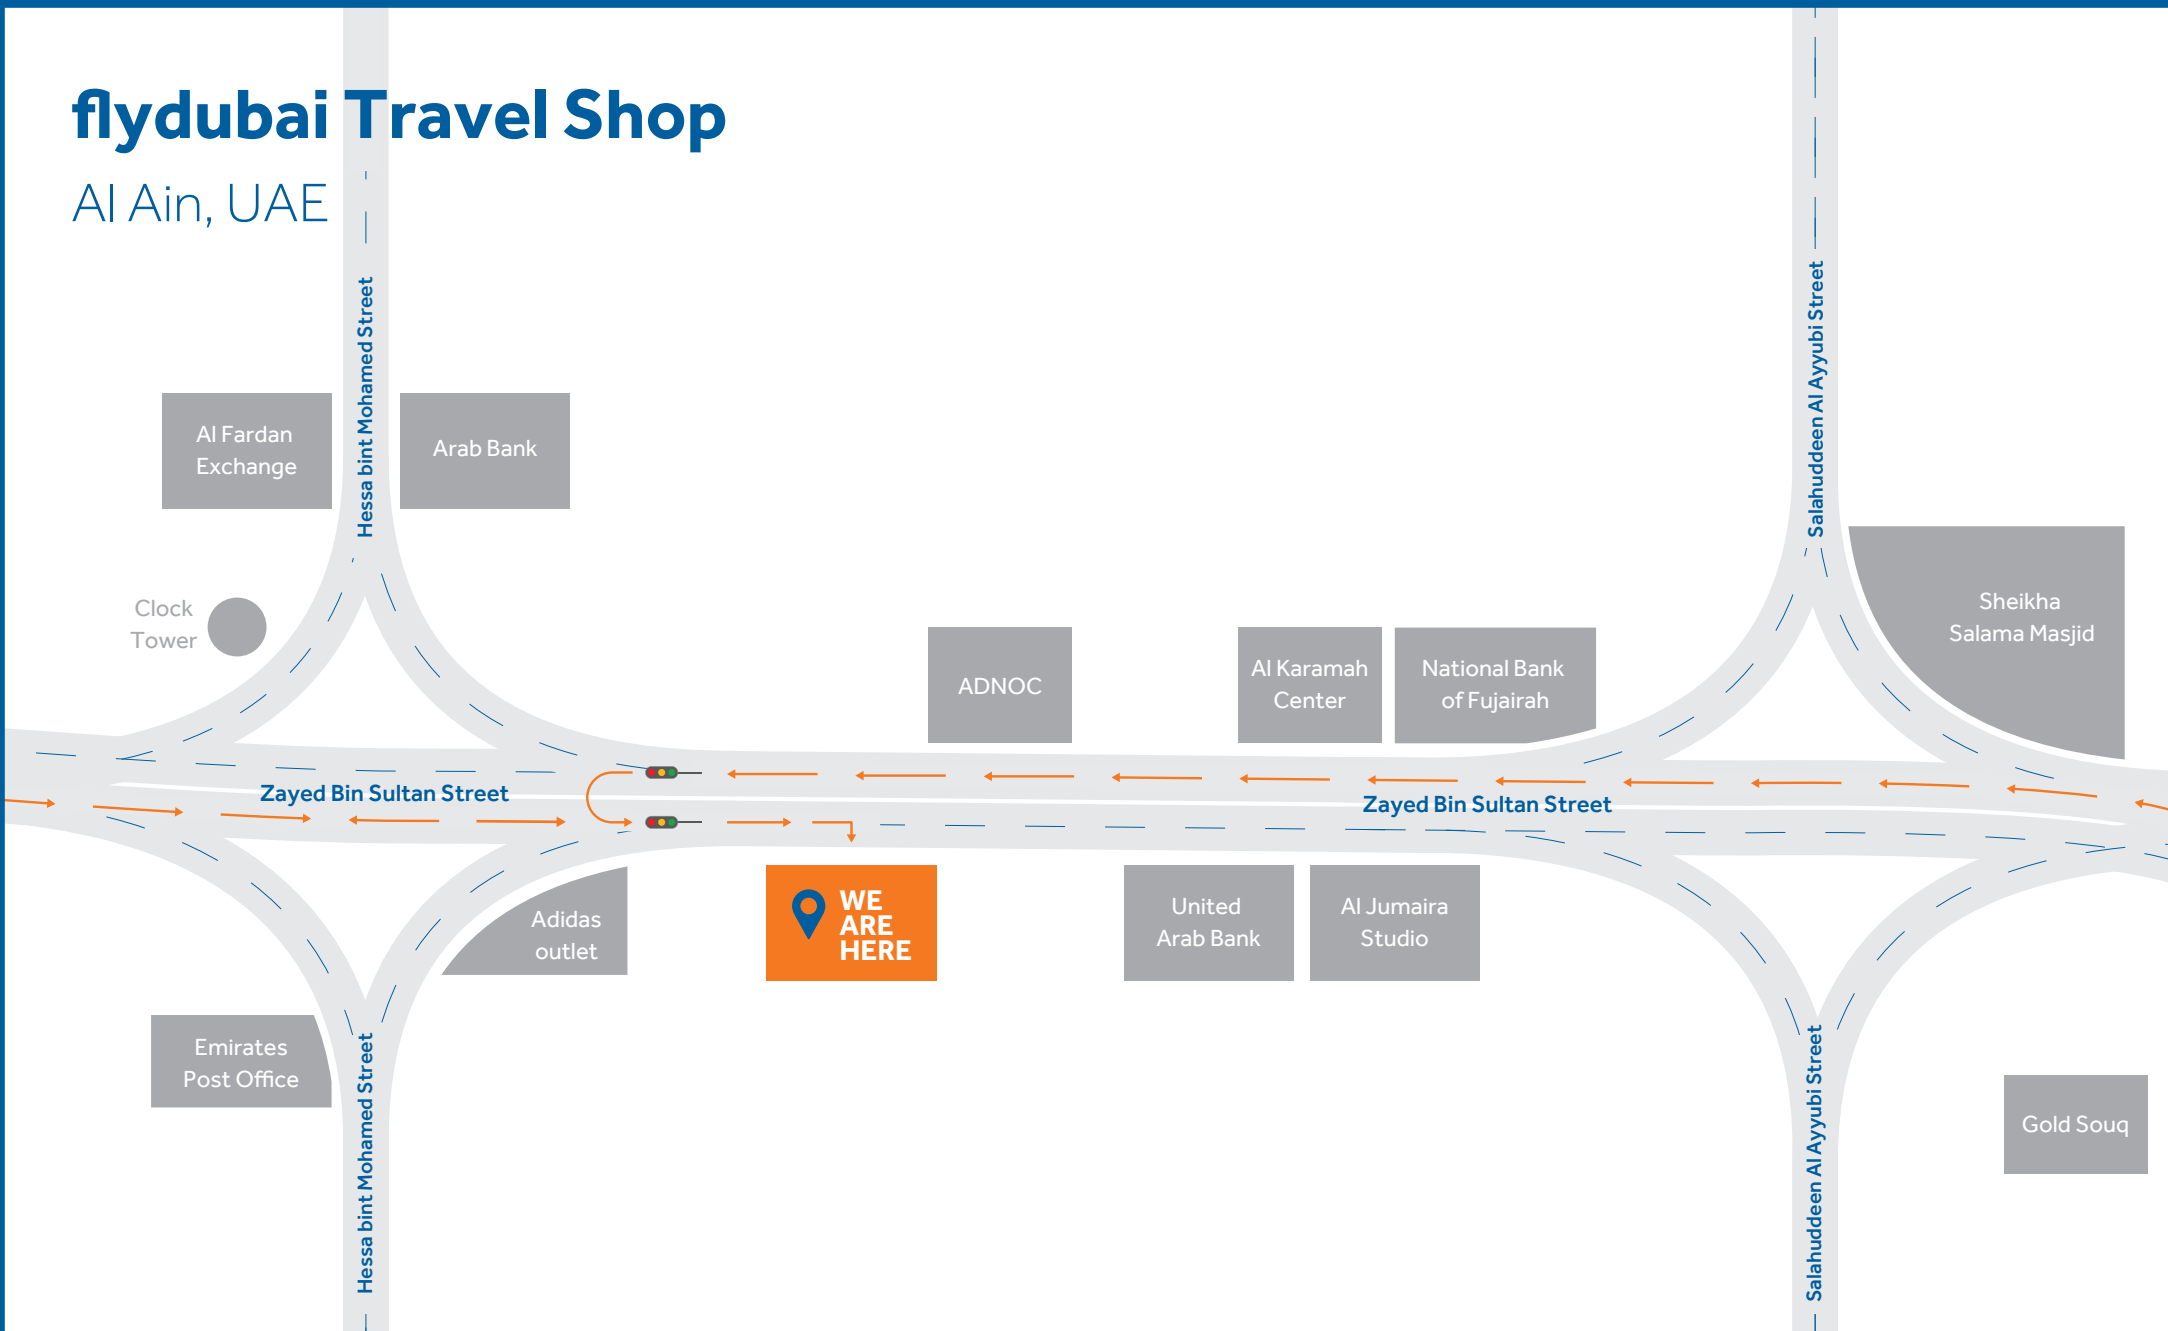 flydubai Travel Shop
Al Ain, UAE
Hessa bint Mohamed Street
Salahuddeen Al Ayyubi Street
Al Fardan
Exchange
Arab Bank
Clock
Tower
Sheikha
Salama Masjid
ADNOC
Al Karamah
Center
National Bank
of Fujairah
Zayed Bin Sultan Street
Zayed Bin Sultan Street
Adidas
outlet
WE
ARE
HERE
United
Arab Bank
Al Jumaira
Studio
Emirates
Post Office
Hessa bint Mohamed Street
Salahuddeen Al Ayyubi Street
Gold Souq